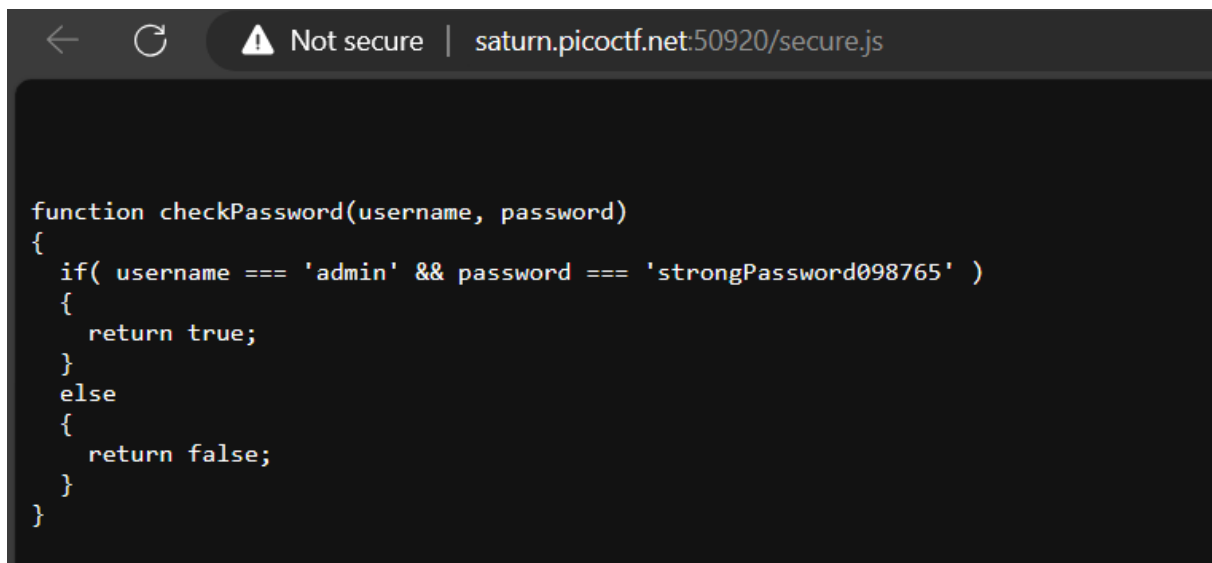 Not secure | saturn.picoctf.net:50920/secure.js
function checkPassword(username, password)
{
  if( username === 'admin' && password === 'strongPassword098765' )
  {
    return true;
  }
  else
  {
    return false;
  }
}